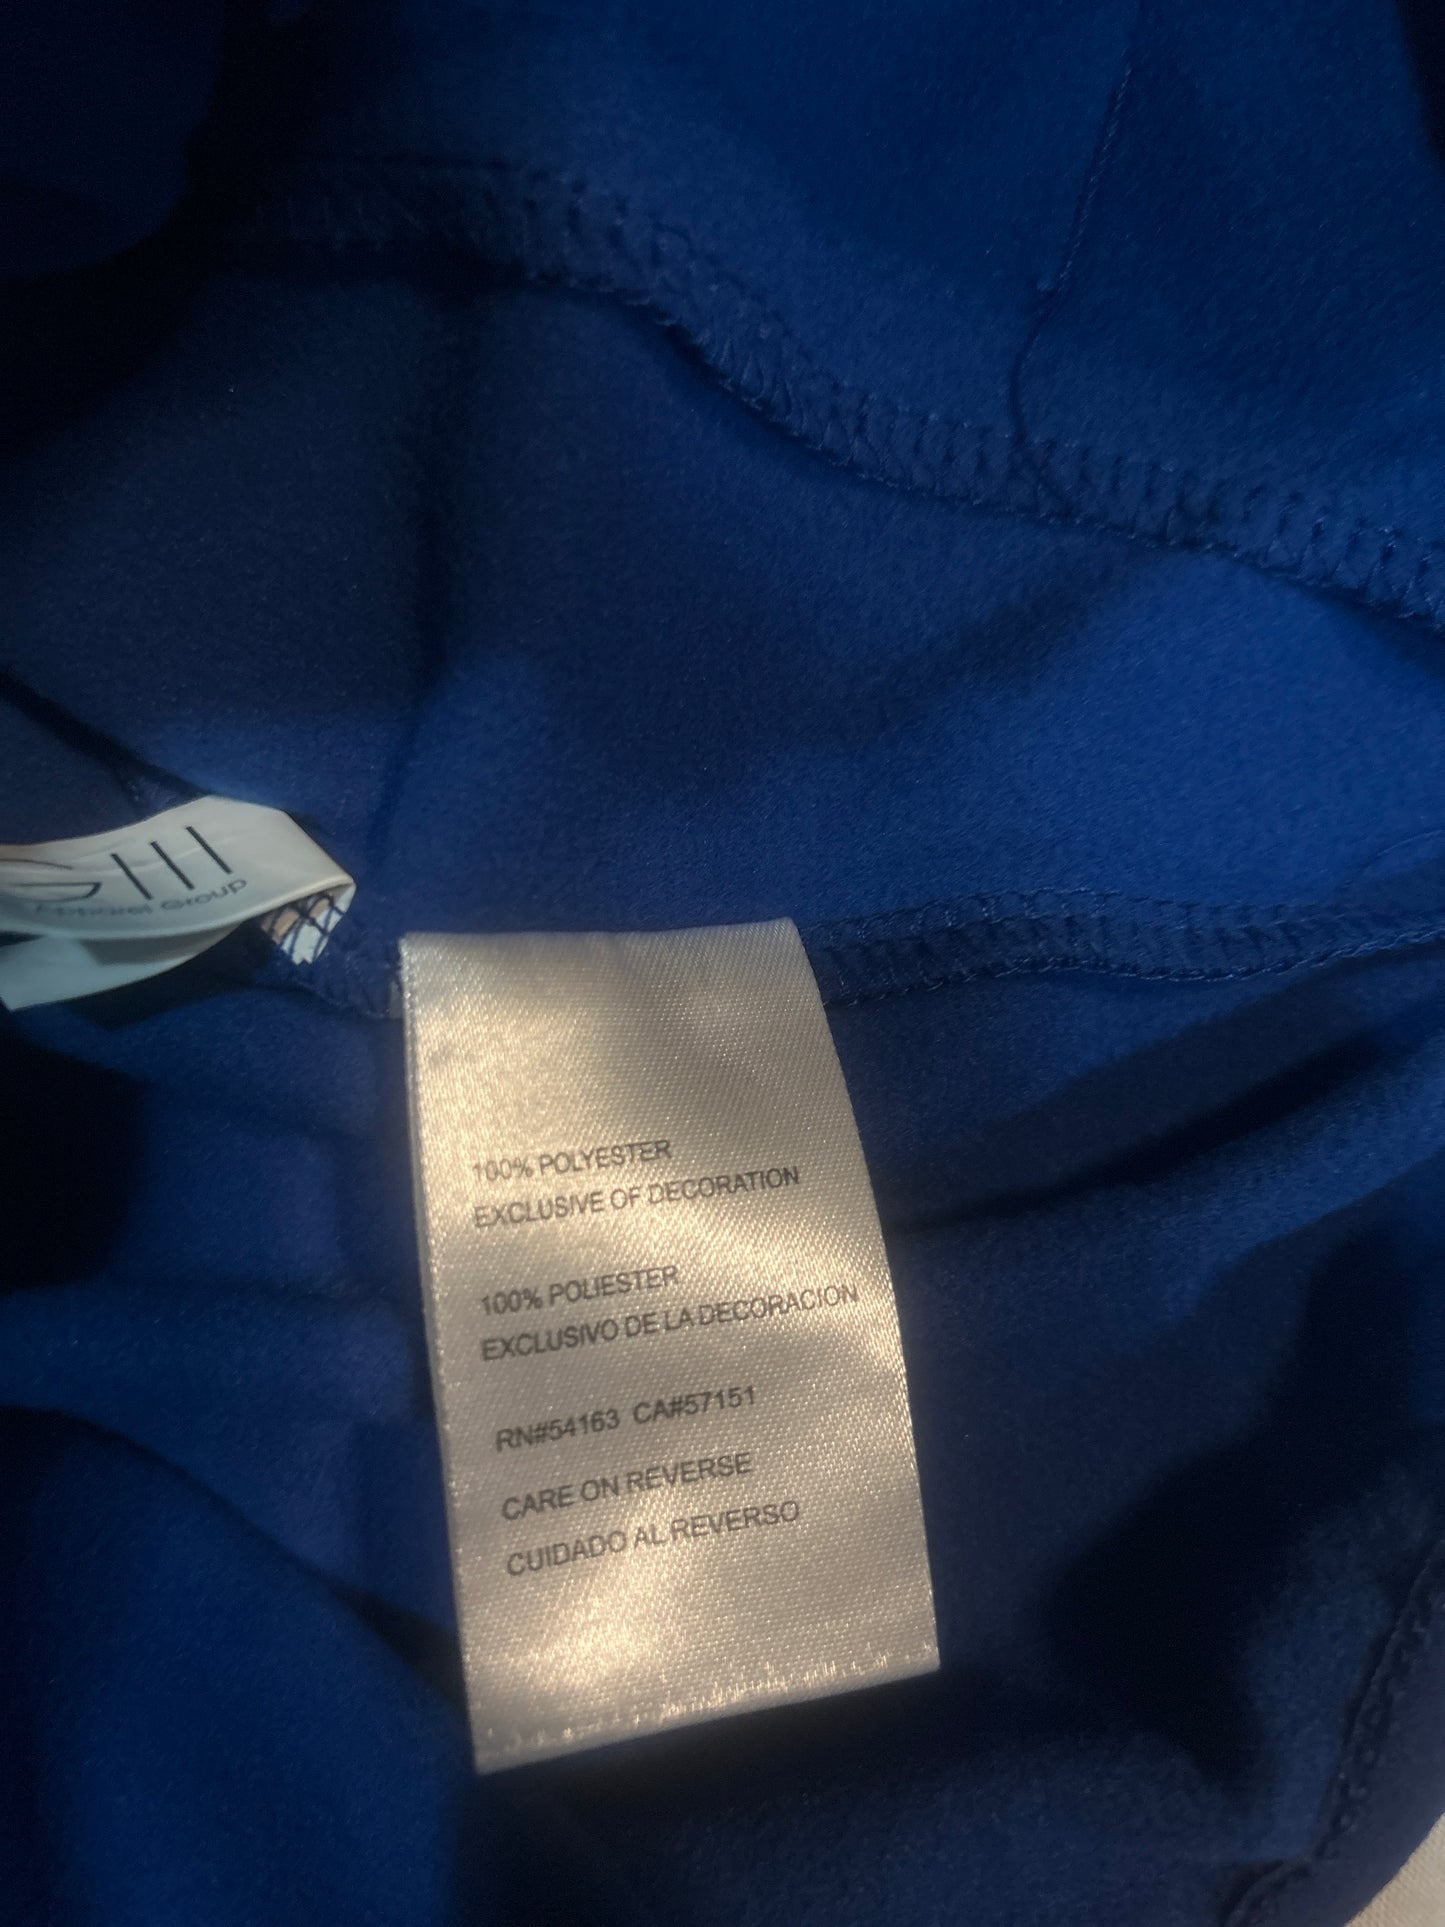 GIII
Apparel Group
100% POLYESTER
EXCLUSIVE OF DECORATION
100% POLIESTER
EXCLUSIVO DE LA DECORACION
RN#54163 CA#57151
CARE ON REVERSE
CUIDADO AL REVERSO